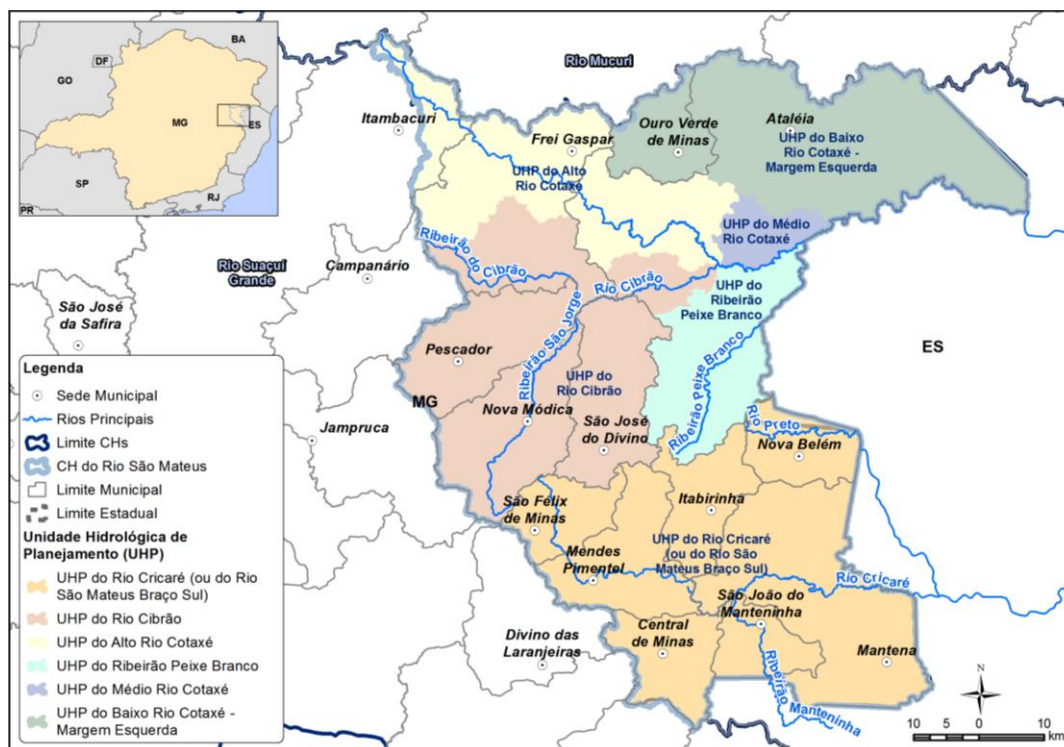 BA
DF
GO
MG
ES
SP
RJ
PR
Rio Mucuri
Itambacuri
Frei Gaspar
Ouro Verde
de Minas
Ataléia
UHP do Baixo
Rio Cotaxé -
Margem Esquerda
UHP do Alto
Rio Cotaxé
UHP do Médio
Rio Cotaxé
Ribeirão do Cibrão
Rio Suaçuí
Grande
Campanário
Rio Cibrão
UHP do
Ribeirão
Peixe Branco
São José
da Safira
Ribeirão São Jorge
Pescador
UHP do
Rio Cibrão
Ribeirão Peixe Branco
ES
MG
Nova Módica
São José
do Divino
Rio Preto
Nova Belém
Jampruca
São Félix
de Minas
Itabirinha
Mendes
Pimentel
UHP do Rio Cricaré
(ou do Rio São
Mateus Braço Sul)
Rio Cricaré
São João do
Manteninha
Central
de Minas
Divino das
Laranjeiras
Mantena
Ribeirão Manteninha
Legenda
Sede Municipal
Rios Principais
Limite CHs
CH do Rio São Mateus
Limite Municipal
Limite Estadual
Unidade Hidrológica de
Planejamento (UHP)
UHP do Rio Cricaré (ou do Rio
São Mateus Braço Sul)
UHP do Rio Cibrão
UHP do Alto Rio Cotaxé
UHP do Ribeirão Peixe Branco
UHP do Médio Rio Cotaxé
UHP do Baixo Rio Cotaxé -
Margem Esquerda
N
10 5 0 10
km